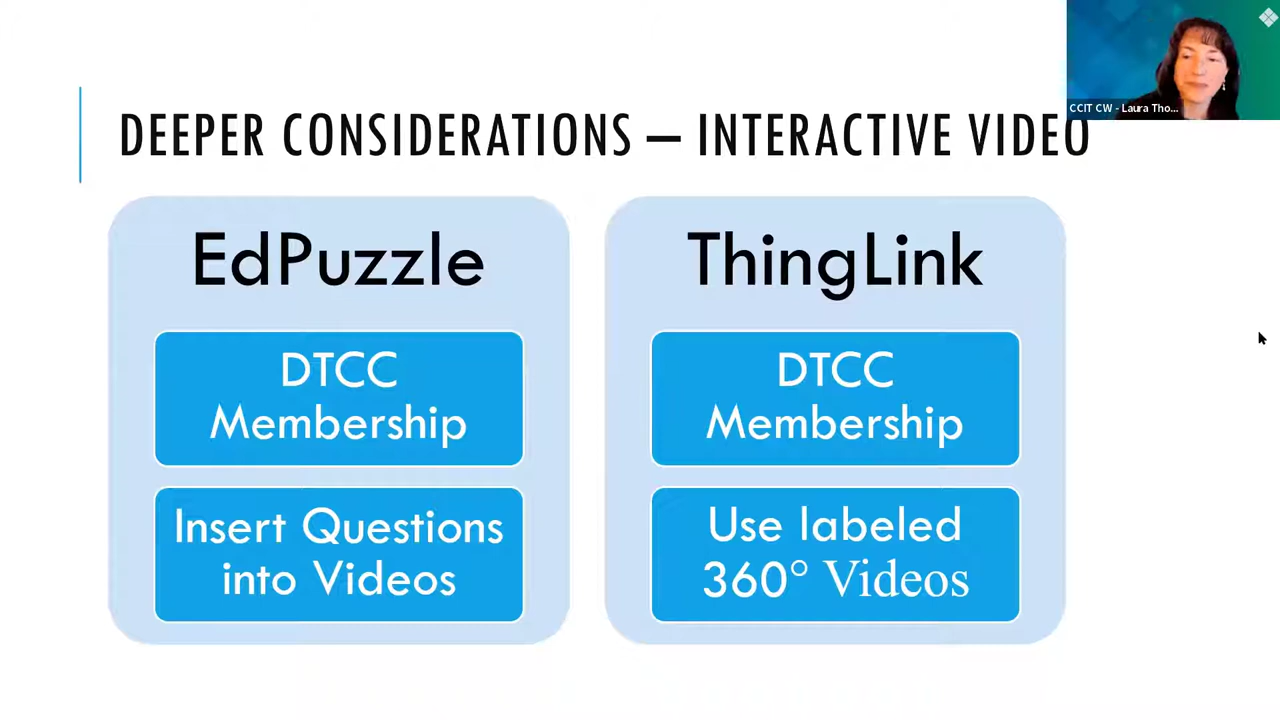 CCIT CW - Laura Tho...
DEEPER CONSIDERATIONS – INTERACTIVE VIDEO
EdPuzzle
DTCC
Membership
Insert Questions
into Videos
ThingLink
DTCC
Membership
Use labeled
360° Videos